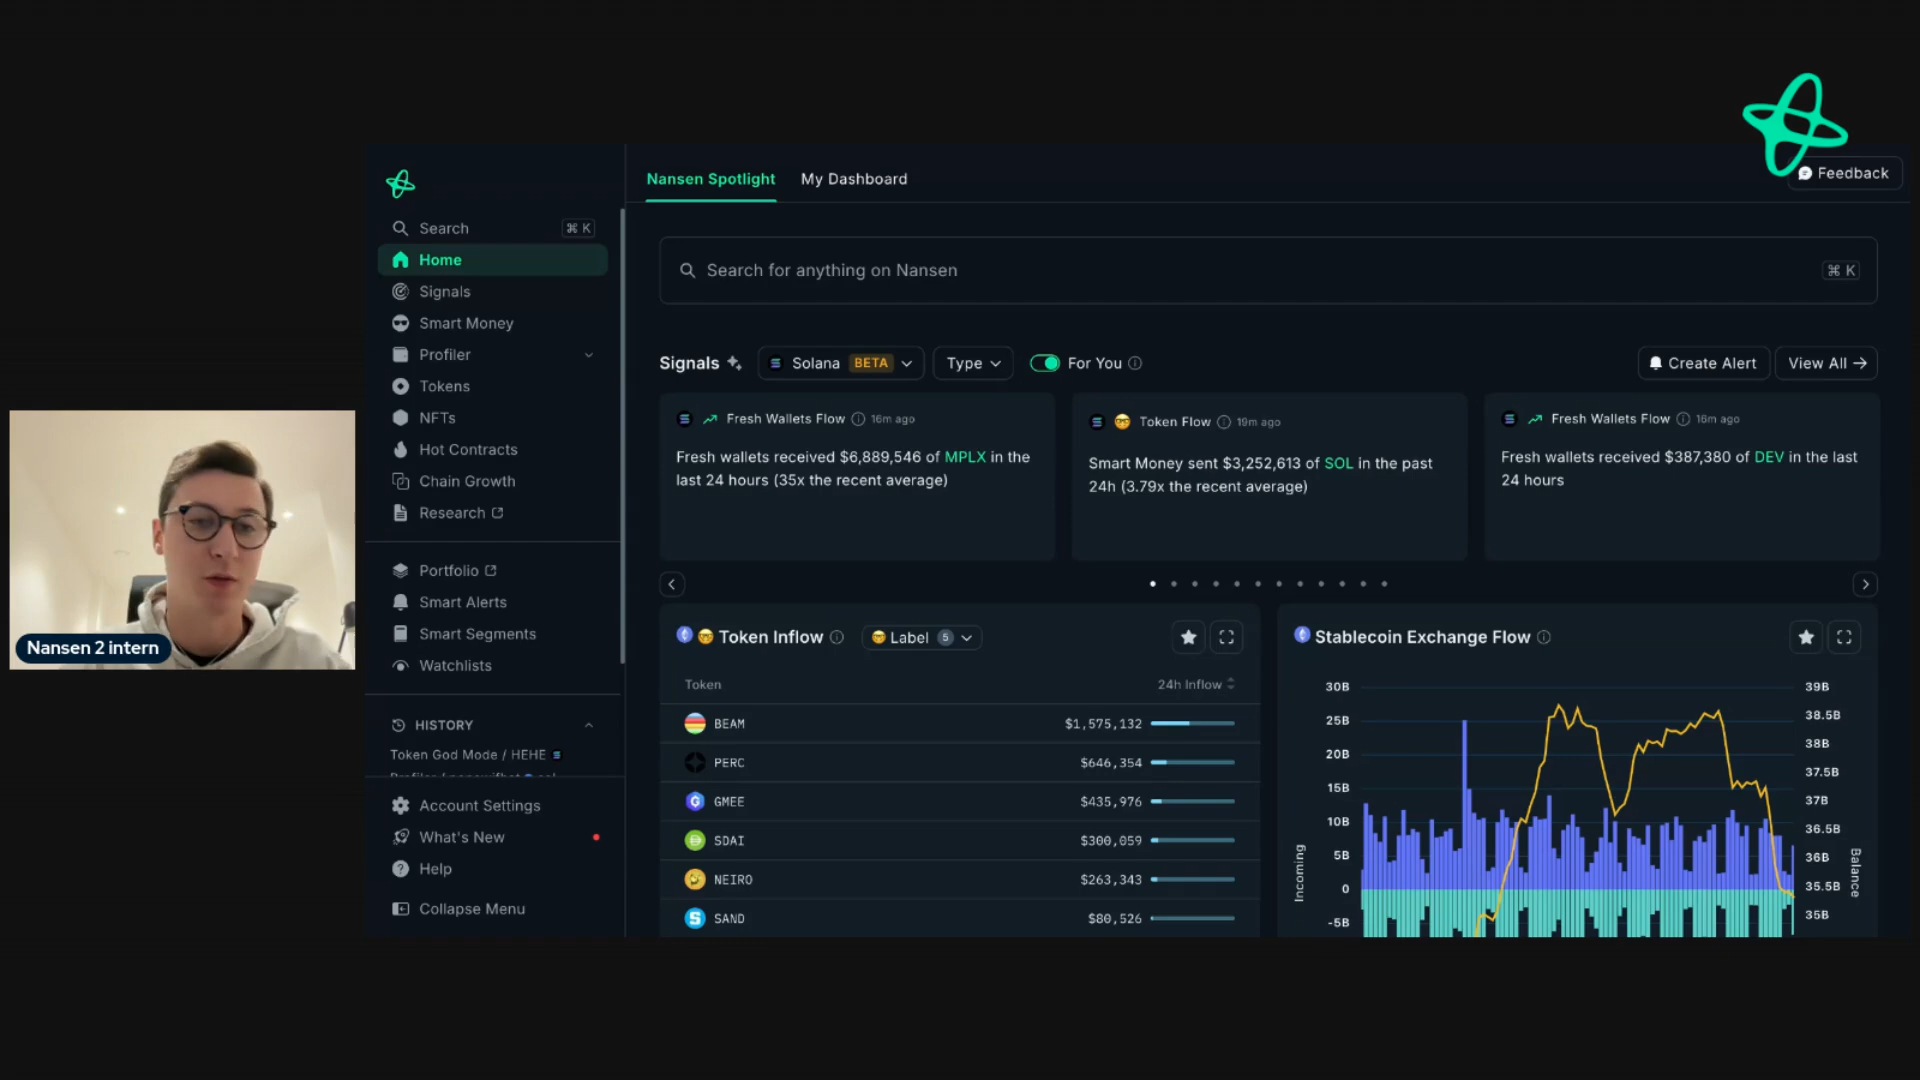 Nansen Spotlight
My Dashboard
Feedback
Search
⌘ K
Home
Signals
Smart Money
Profiler
Tokens
NFTs
Hot Contracts
Chain Growth
Research
Portfolio
Smart Alerts
Smart Segments
Watchlists
HISTORY
Token God Mode / HEHE
Account Settings
What's New
Help
Collapse Menu
Nansen 2 intern
Search for anything on Nansen
⌘ K
Signals
Solana BETA
Type
For You
Create Alert
View All →
Fresh Wallets Flow 16m ago
Fresh wallets received $6,889,546 of MPLX in the
last 24 hours (35x the recent average)
Token Flow 19m ago
Smart Money sent $3,252,613 of SOL in the past
24h (3.79x the recent average)
Fresh Wallets Flow 16m ago
Fresh wallets received $387,380 of DEV in the last
24 hours
Token Inflow
Label 5
Token 24h Inflow
BEAM $1,575,132
PERC $646,354
GMEE $435,976
SDAI $300,059
NEIRO $263,343
SAND $80,526
Stablecoin Exchange Flow
30B
25B
20B
15B
10B
5B
0
-5B
Incoming
39B
38.5B
38B
37.5B
37B
36.5B
36B
35.5B
35B
Balance